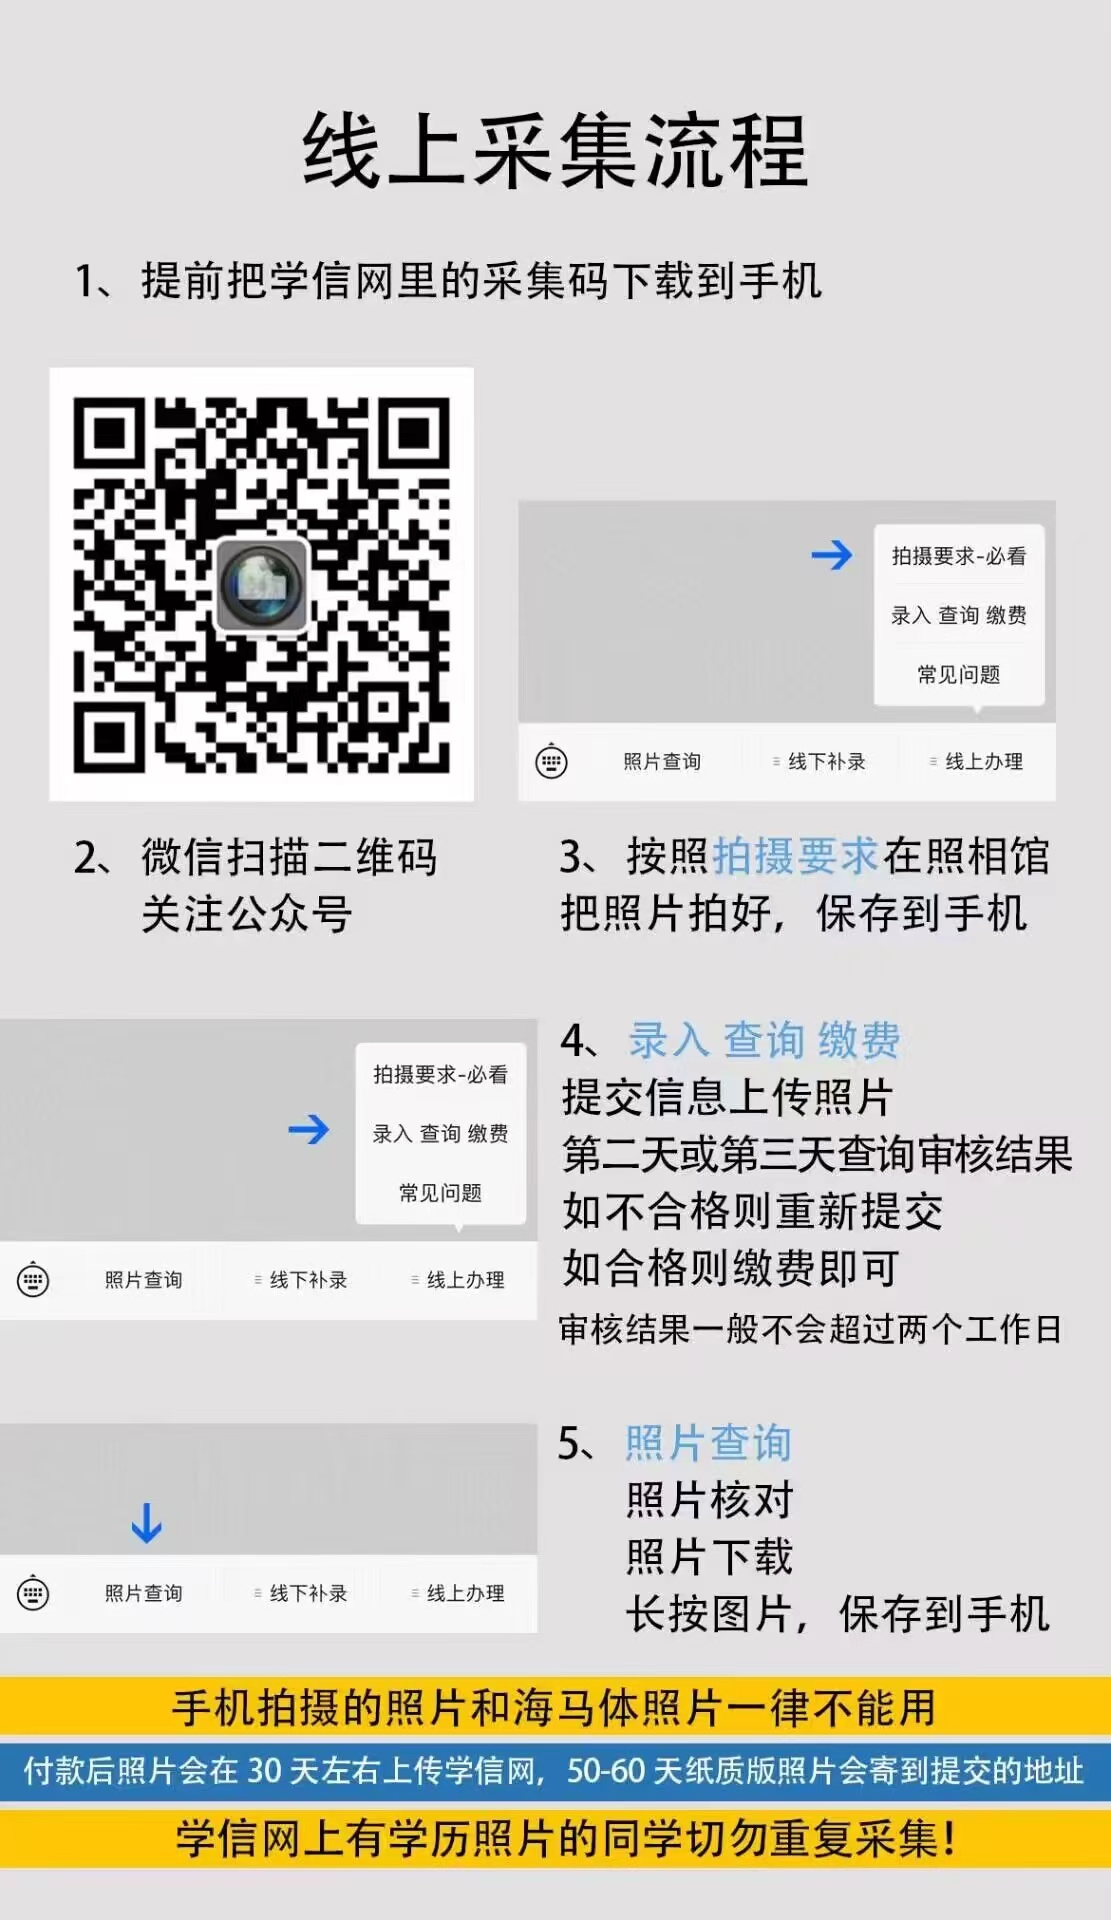 线上采集流程
1、提前把学信网里的采集码下载到手机
拍摄要求-必看
录入 查询 缴费
常见问题
照片查询
线下补录
线上办理
2、微信扫描二维码
关注公众号
3、按照拍摄要求在照相馆
把照片拍好，保存到手机
拍摄要求-必看
录入 查询 缴费
常见问题
照片查询
线下补录
线上办理
4、录入 查询 缴费
提交信息上传照片
第二天或第三天查询审核结果
如不合格则重新提交
如合格则缴费即可
审核结果一般不会超过两个工作日
照片查询
线下补录
线上办理
5、照片查询
照片核对
照片下载
长按图片，保存到手机
手机拍摄的照片和海马体照片一律不能用
付款后照片会在 30 天左右上传学信网，50-60 天纸质版照片会寄到提交的地址
学信网上有学历照片的同学切勿重复采集！